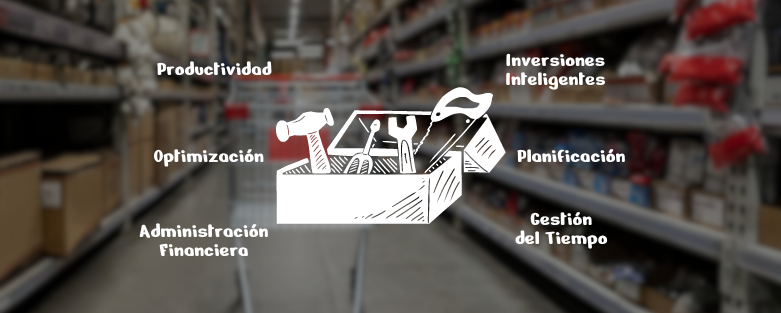 Productividad
Inversiones
Inteligentes
Optimización
Planificación
Administración
Financiera
Gestión
del Tiempo